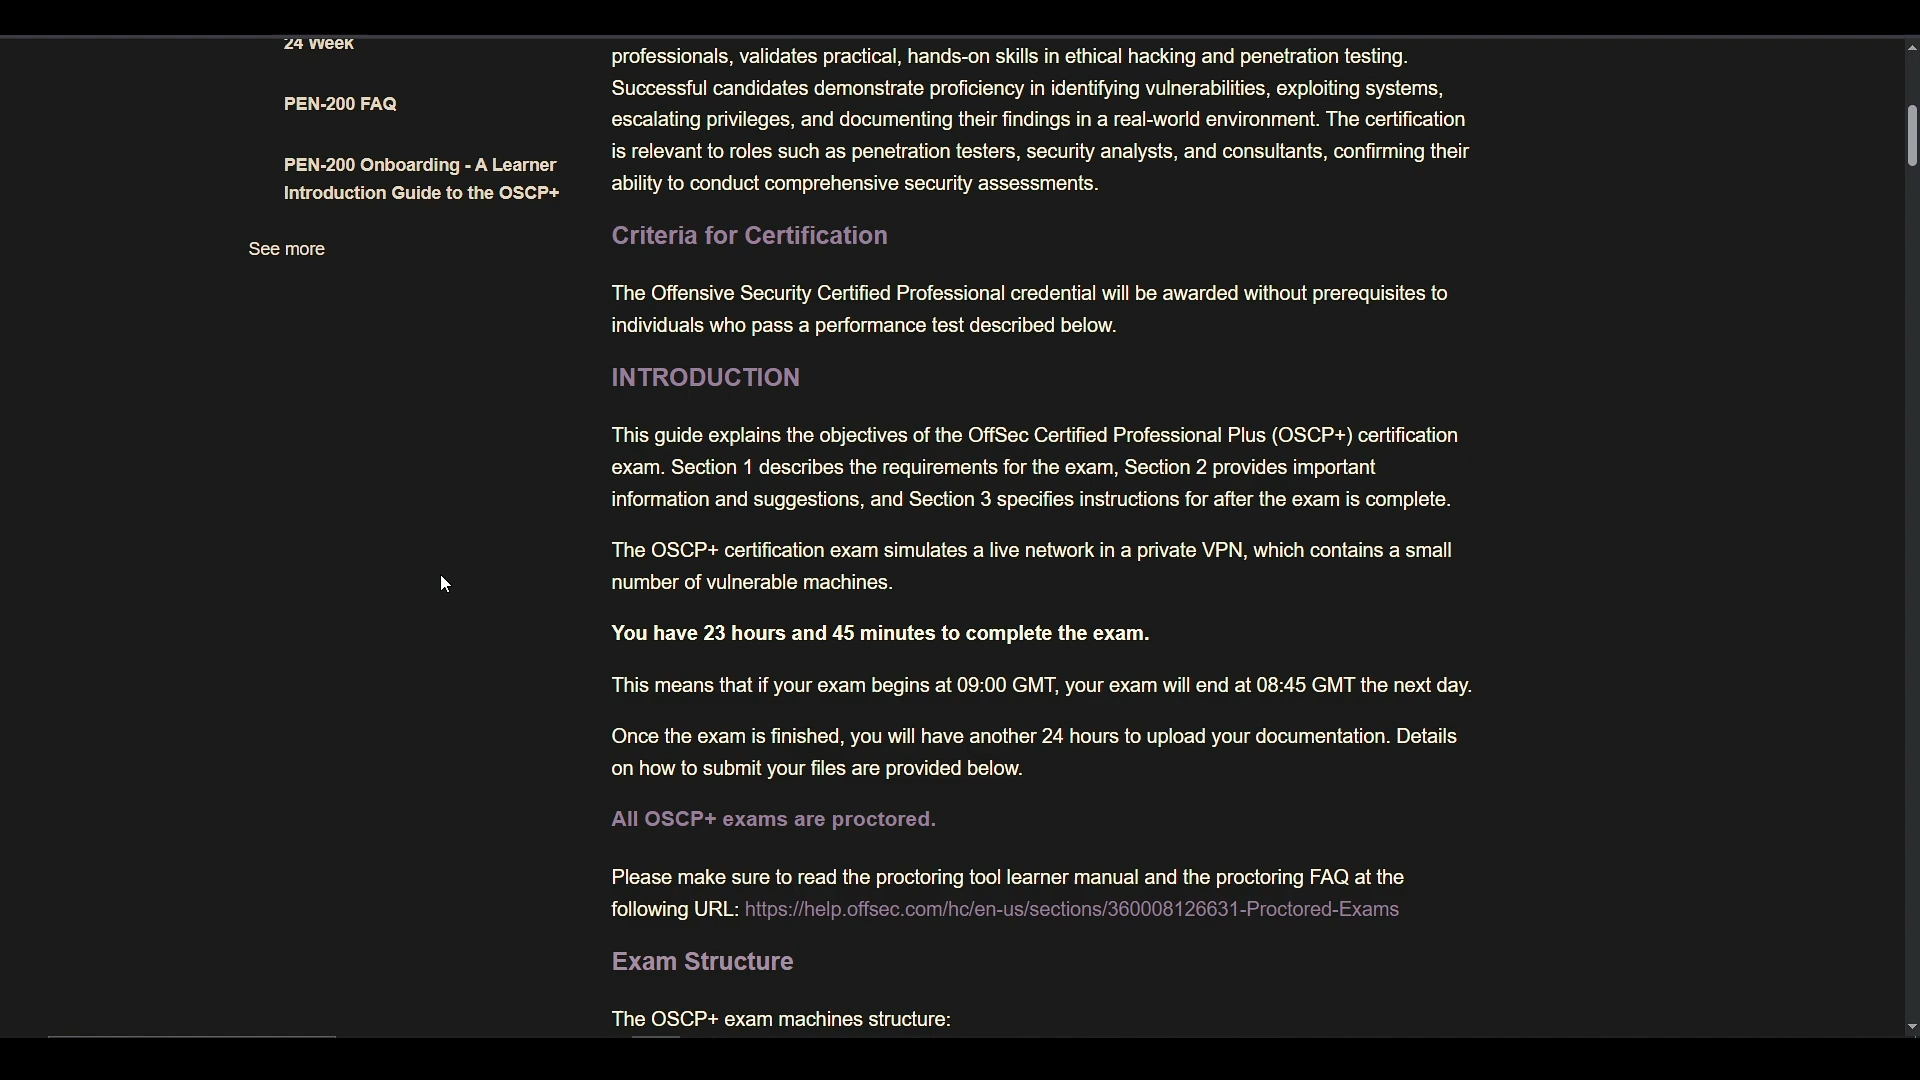 24 Week
PEN-200 FAQ
PEN-200 Onboarding - A Learner
Introduction Guide to the OSCP+
See more
professionals, validates practical, hands-on skills in ethical hacking and penetration testing.
Successful candidates demonstrate proficiency in identifying vulnerabilities, exploiting systems,
escalating privileges, and documenting their findings in a real-world environment. The certification
is relevant to roles such as penetration testers, security analysts, and consultants, confirming their
ability to conduct comprehensive security assessments.
Criteria for Certification
The Offensive Security Certified Professional credential will be awarded without prerequisites to
individuals who pass a performance test described below.
INTRODUCTION
This guide explains the objectives of the OffSec Certified Professional Plus (OSCP+) certification
exam. Section 1 describes the requirements for the exam, Section 2 provides important
information and suggestions, and Section 3 specifies instructions for after the exam is complete.
The OSCP+ certification exam simulates a live network in a private VPN, which contains a small
number of vulnerable machines.
You have 23 hours and 45 minutes to complete the exam.
This means that if your exam begins at 09:00 GMT, your exam will end at 08:45 GMT the next day.
Once the exam is finished, you will have another 24 hours to upload your documentation. Details
on how to submit your files are provided below.
All OSCP+ exams are proctored.
Please make sure to read the proctoring tool learner manual and the proctoring FAQ at the
following URL: https://help.offsec.com/hc/en-us/sections/360008126631-Proctored-Exams
Exam Structure
The OSCP+ exam machines structure: